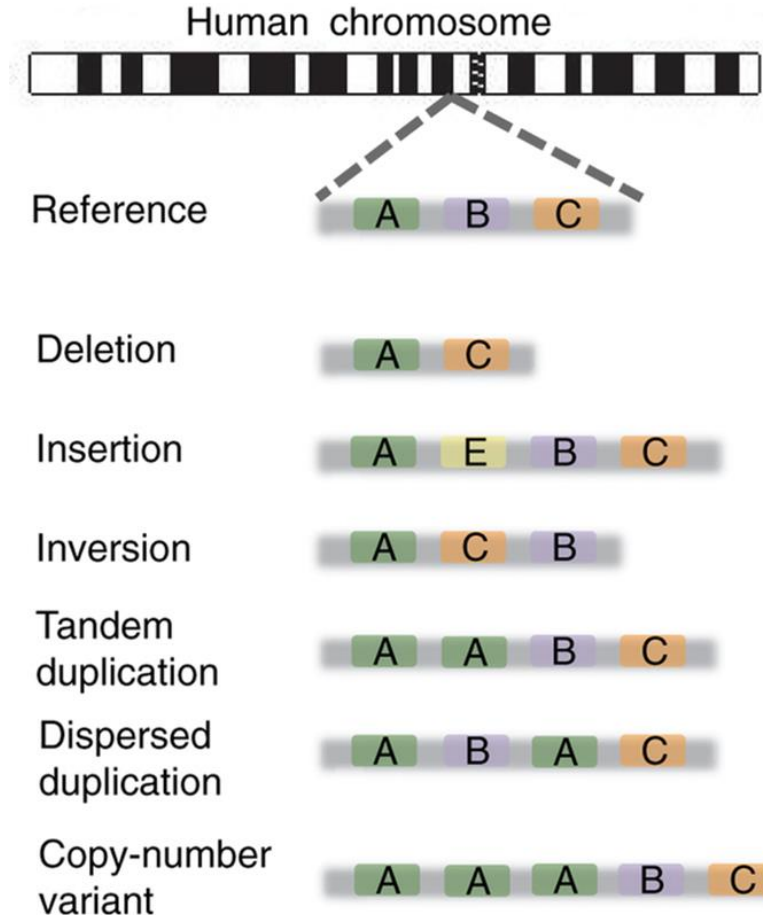 Human chromosome
Reference A B C
Deletion A C
Insertion A E B C
Inversion A C B
Tandem
duplication A A B C
Dispersed
duplication A B A C
Copy-number
variant A A A B C